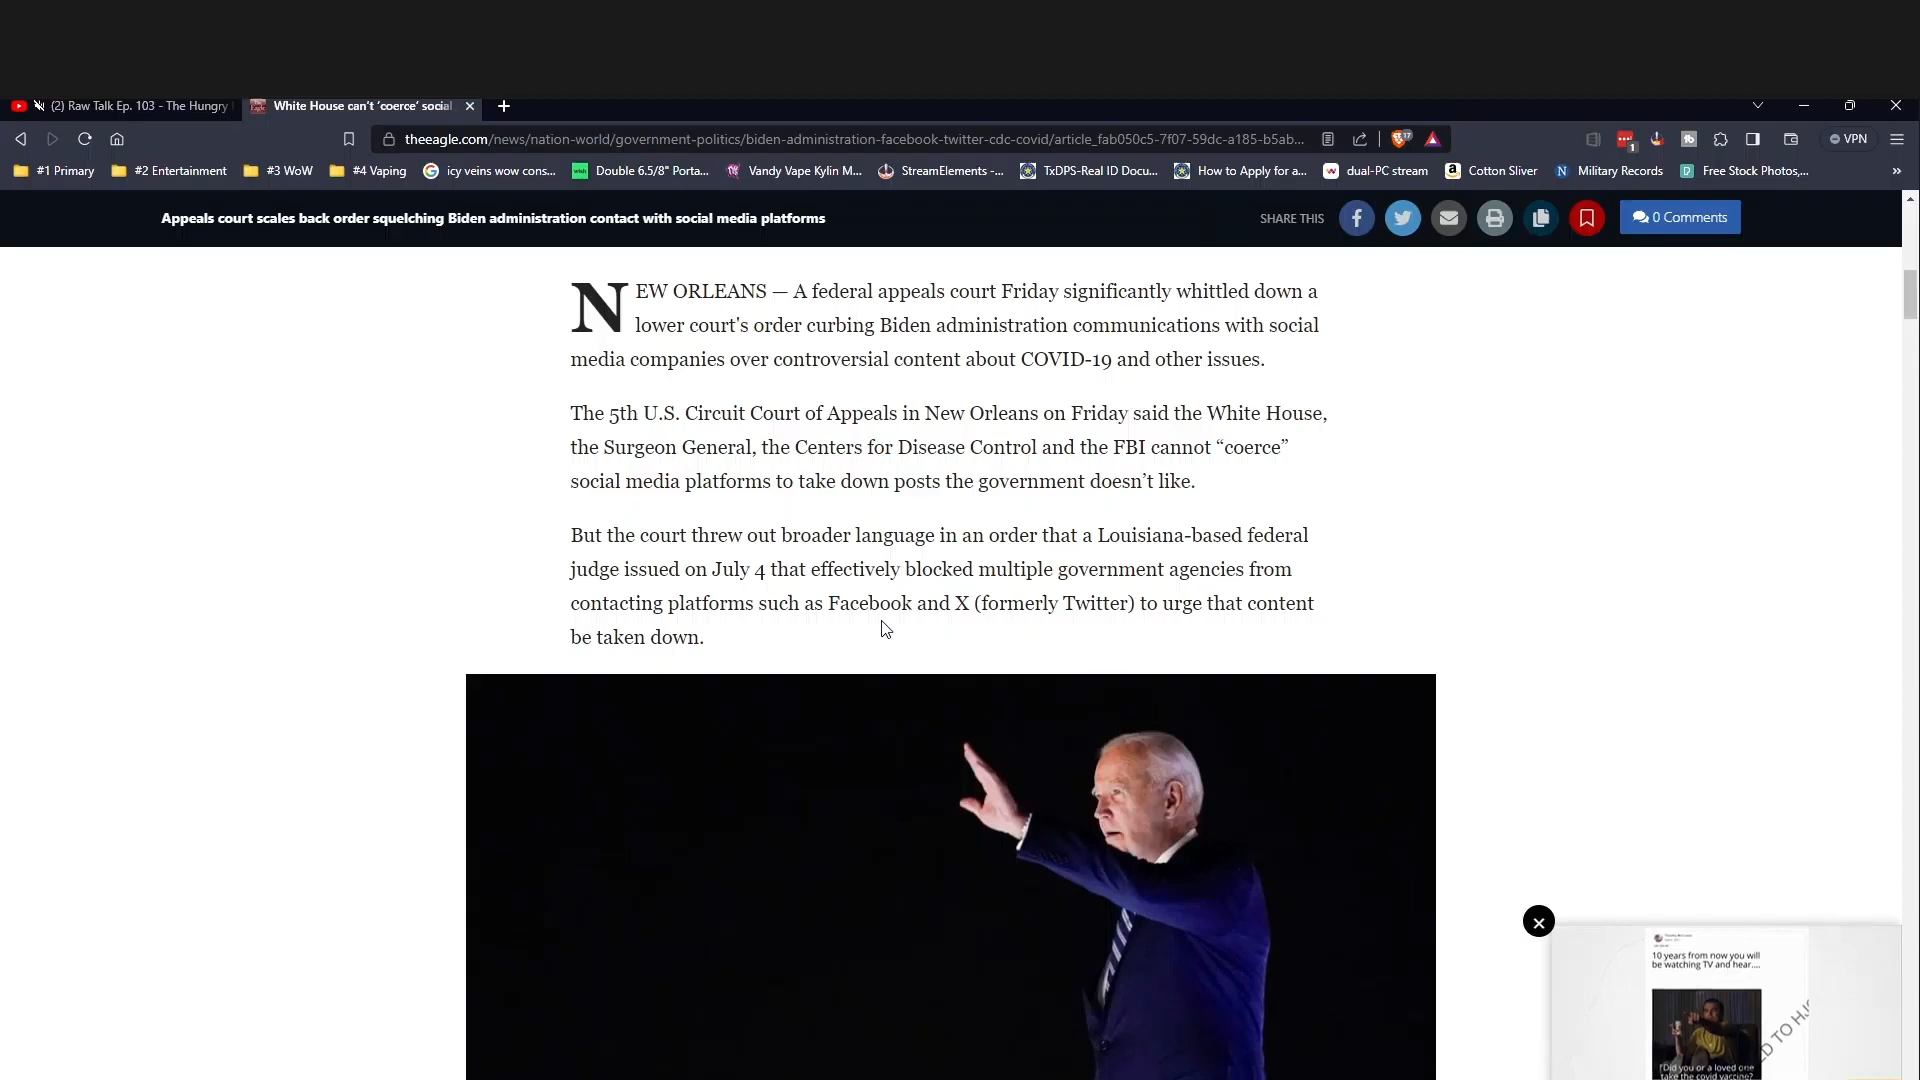 (2) Raw Talk Ep. 103 - The Hungry
White House can't 'coerce' social
theeagle.com/news/nation-world/government-politics/biden-administration-facebook-twitter-cdc-covid/article_fab050c5-7f07-59dc-a185-b5ab...
17
1
VPN
#1 Primary
#2 Entertainment
#3 WoW
#4 Vaping
icy veins wow cons...
Double 6.5/8" Porta...
Vandy Vape Kylin M...
StreamElements -...
TxDPS-Real ID Docu...
How to Apply for a...
dual-PC stream
Cotton Sliver
Military Records
Free Stock Photos,...
Appeals court scales back order squelching Biden administration contact with social media platforms
SHARE THIS
0 Comments
NEW ORLEANS — A federal appeals court Friday significantly whittled down a
lower court's order curbing Biden administration communications with social
media companies over controversial content about COVID-19 and other issues.
The 5th U.S. Circuit Court of Appeals in New Orleans on Friday said the White House,
the Surgeon General, the Centers for Disease Control and the FBI cannot “coerce”
social media platforms to take down posts the government doesn’t like.
But the court threw out broader language in an order that a Louisiana-based federal
judge issued on July 4 that effectively blocked multiple government agencies from
contacting platforms such as Facebook and X (formerly Twitter) to urge that content
be taken down.
10 years from now you will
be watching TV and hear....
"Did you or a loved one
take the covid vaccine?